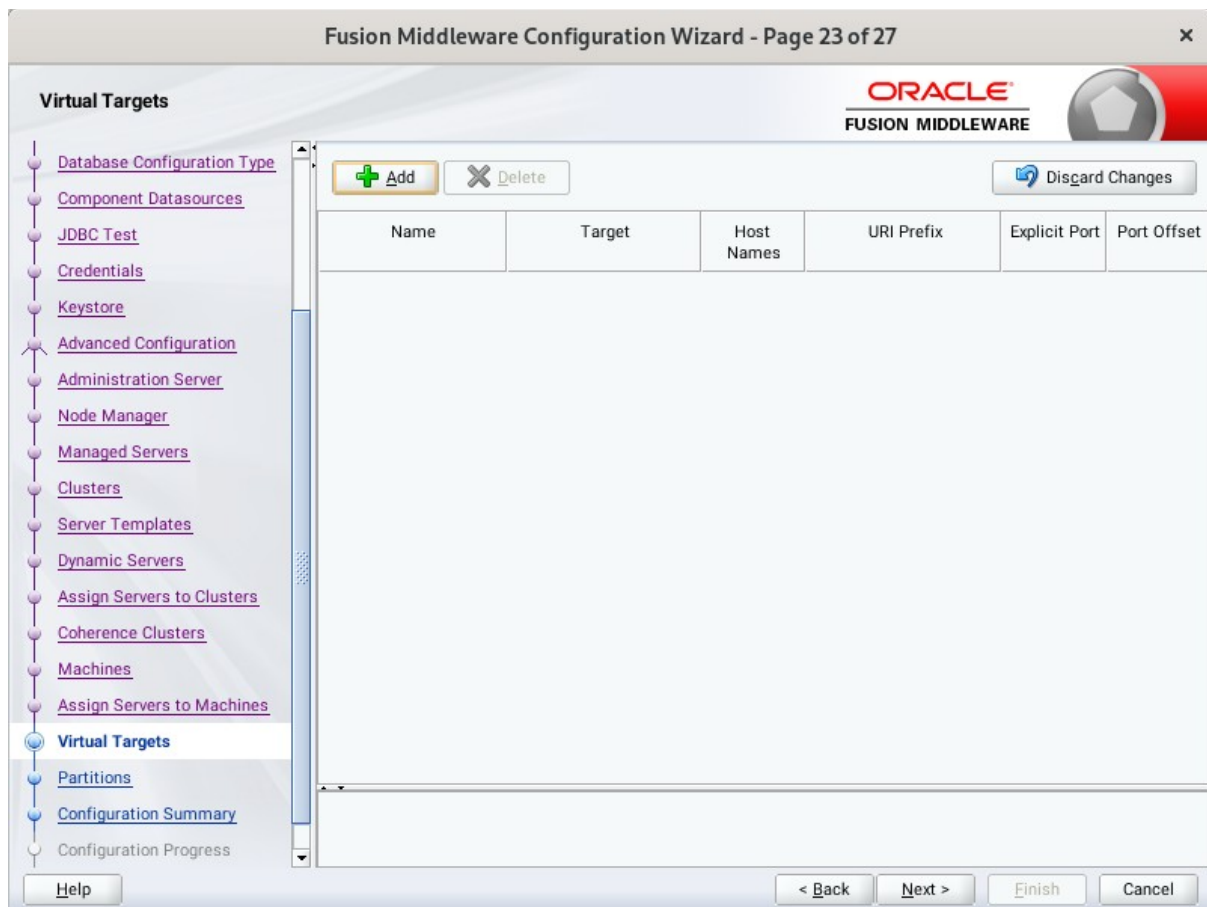 Fusion Middleware Configuration Wizard - Page 23 of 27
Virtual Targets
ORACLE
FUSION MIDDLEWARE
Database Configuration Type
Component Datasources
JDBC Test
Credentials
Keystore
Advanced Configuration
Administration Server
Node Manager
Managed Servers
Clusters
Server Templates
Dynamic Servers
Assign Servers to Clusters
Coherence Clusters
Machines
Assign Servers to Machines
Virtual Targets
Partitions
Configuration Summary
Configuration Progress
Add
Delete
Discard Changes
Name
Target
Host
Names
URI Prefix
Explicit Port
Port Offset
Help
< Back
Next >
Finish
Cancel